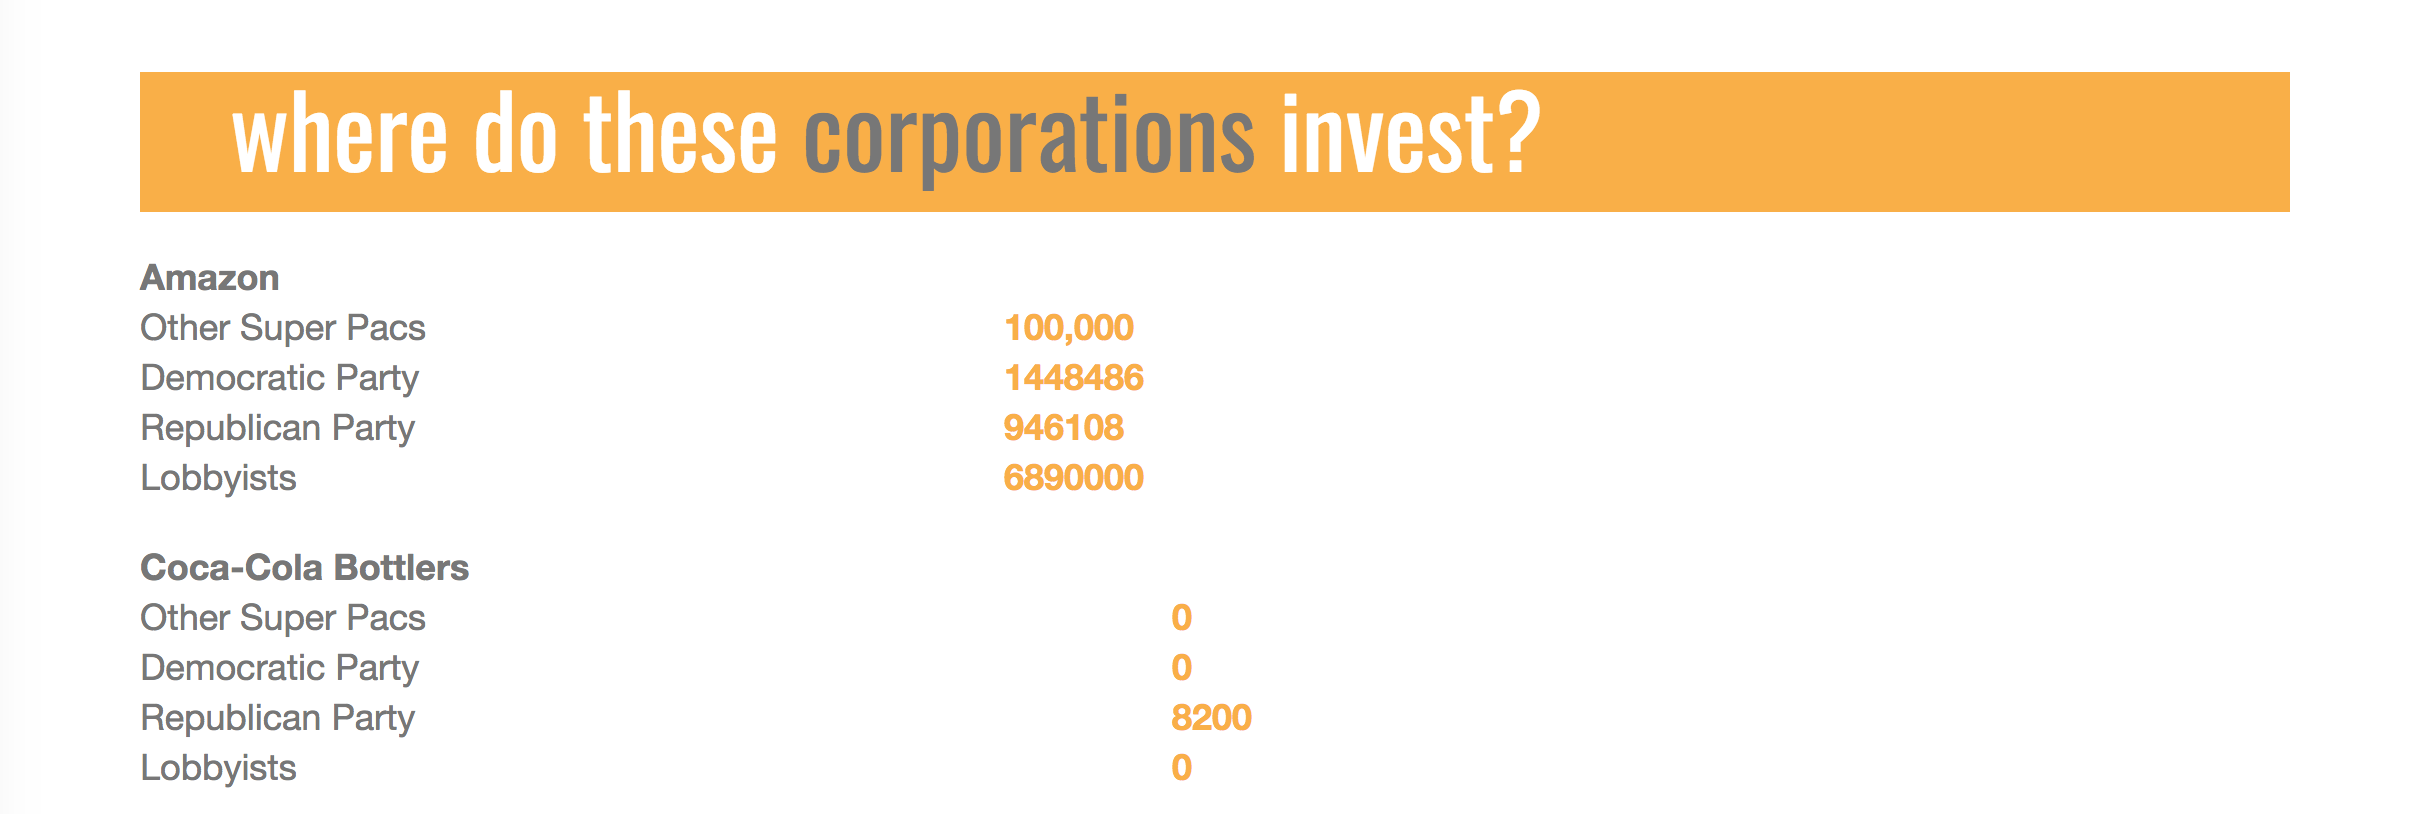 where do these corporations invest?
Amazon
Other Super Pacs 100,000
Democratic Party 1448486
Republican Party 946108
Lobbyists 6890000
Coca-Cola Bottlers
Other Super Pacs 0
Democratic Party 0
Republican Party 8200
Lobbyists 0